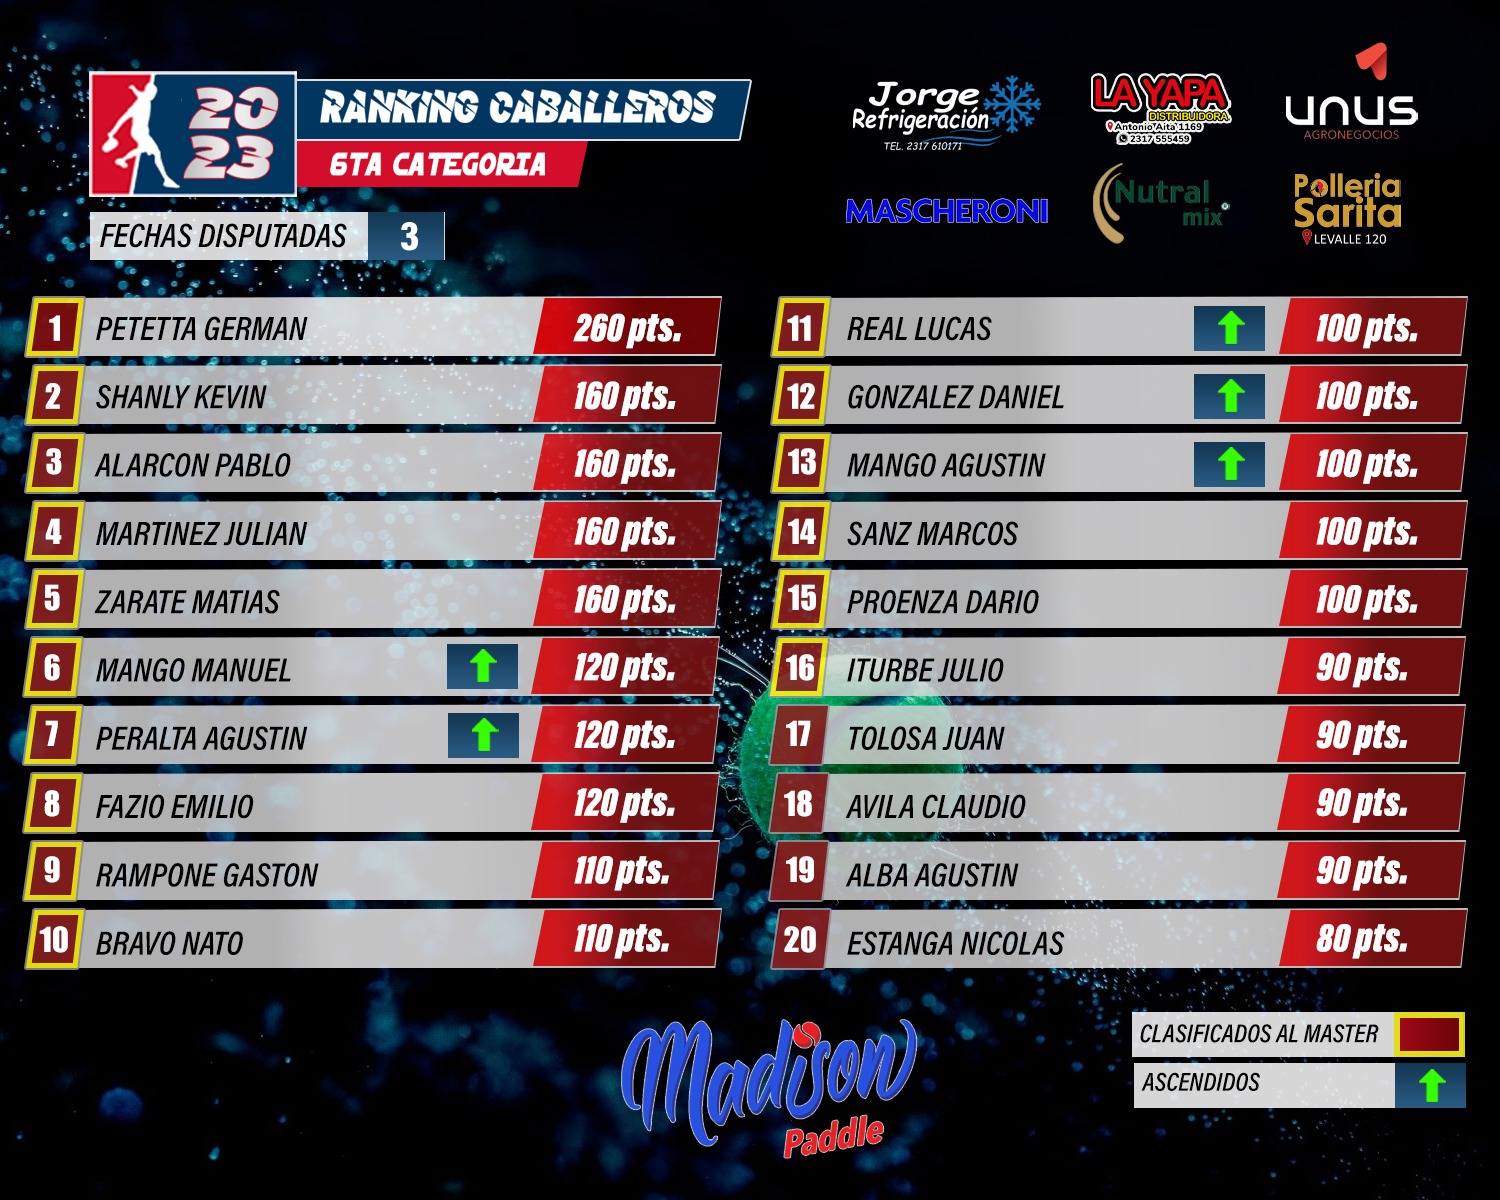 20
23
RANKING CABALLEROS
6TA CATEGORIA
FECHAS DISPUTADAS 3
Jorge
Refrigeración
TEL. 2317 610171
LA YAPA
DISTRIBUIDORA
Antonio Aita 1169
2317 555459
unus
AGRONEGOCIOS
MASCHERONI
Nutral
mix
Polleria
Sarita
LEVALLE 120
1 PETETTA GERMAN 260 pts.
2 SHANLY KEVIN 160 pts.
3 ALARCON PABLO 160 pts.
4 MARTINEZ JULIAN 160 pts.
5 ZARATE MATIAS 160 pts.
6 MANGO MANUEL 120 pts.
7 PERALTA AGUSTIN 120 pts.
8 FAZIO EMILIO 120 pts.
9 RAMPONE GASTON 110 pts.
10 BRAVO NATO 110 pts.
11 REAL LUCAS 100 pts.
12 GONZALEZ DANIEL 100 pts.
13 MANGO AGUSTIN 100 pts.
14 SANZ MARCOS 100 pts.
15 PROENZA DARIO 100 pts.
16 ITURBE JULIO 90 pts.
17 TOLOSA JUAN 90 pts.
18 AVILA CLAUDIO 90 pts.
19 ALBA AGUSTIN 90 pts.
20 ESTANGA NICOLAS 80 pts.
Madison
Paddle
CLASIFICADOS AL MASTER
ASCENDIDOS